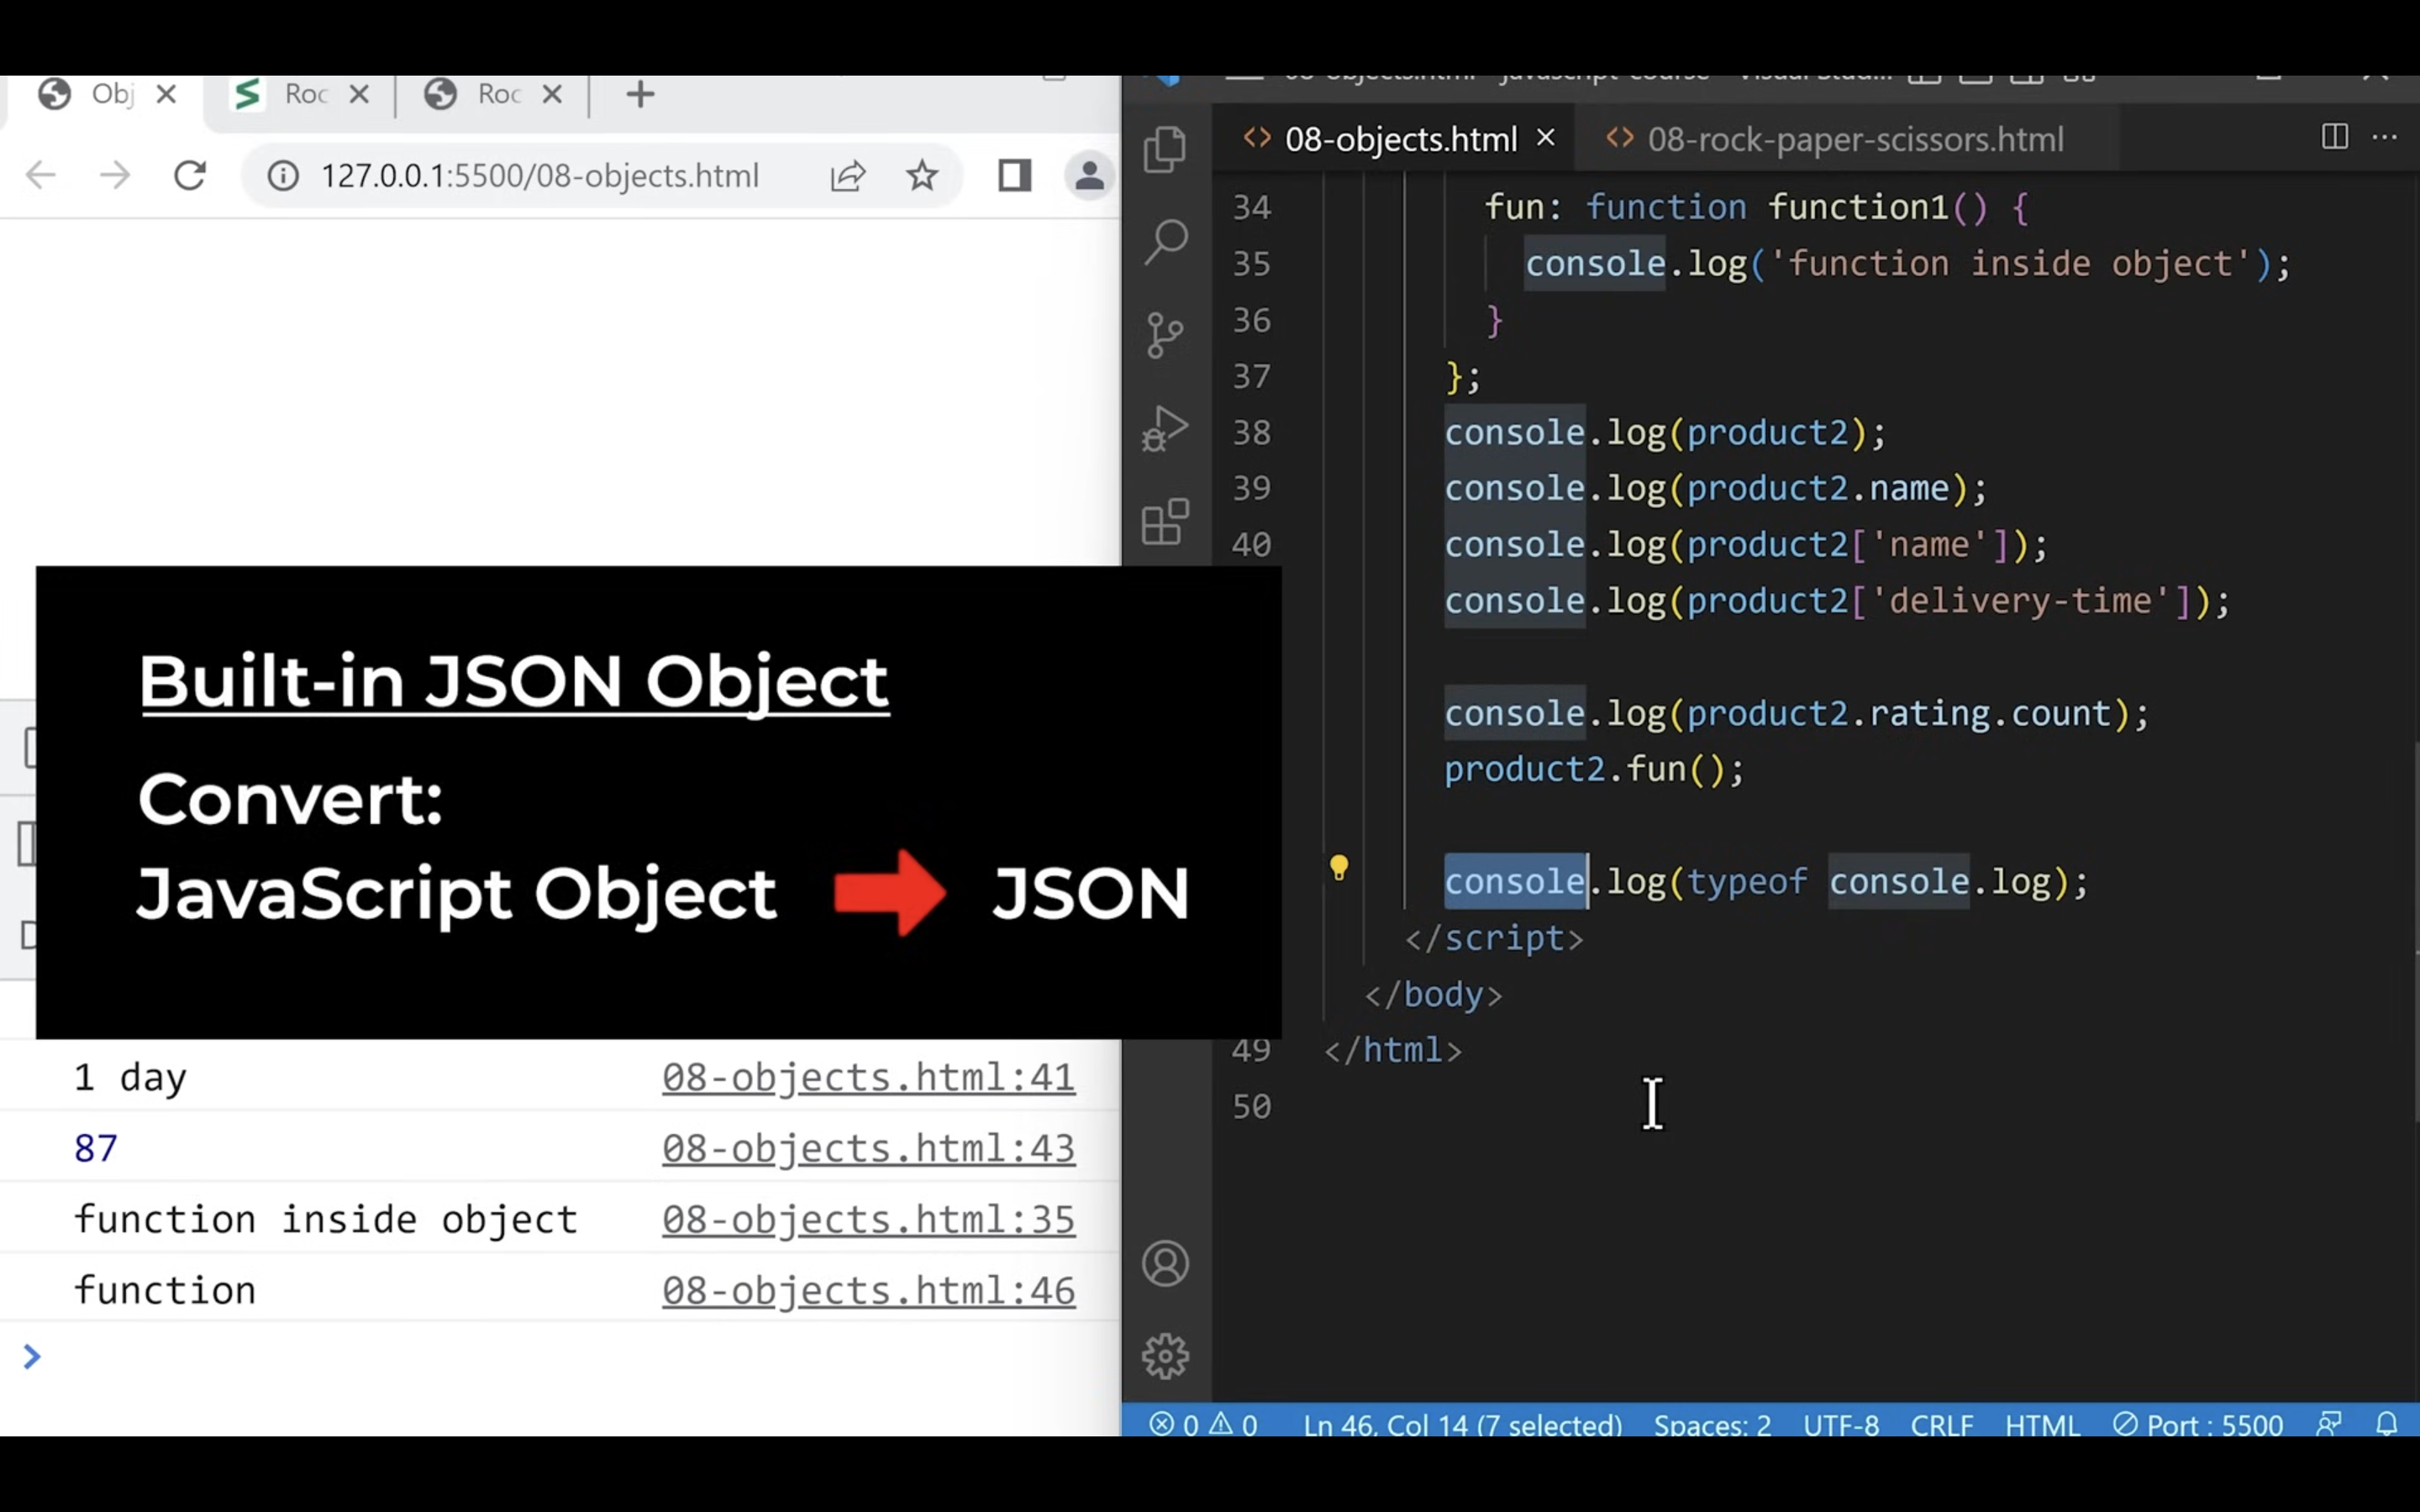 Obj
Roc
Roc
127.0.0.1:5500/08-objects.html
08-objects.html
08-rock-paper-scissors.html
34 fun: function function1() {
35 console.log('function inside object');
36 }
37 };
38 console.log(product2);
39 console.log(product2.name);
40 console.log(product2['name']);
console.log(product2['delivery-time']);
console.log(product2.rating.count);
product2.fun();
console.log(typeof console.log);
</script>
</body>
49 </html>
50
Built-in JSON Object
Convert:
JavaScript Object JSON
1 day 08-objects.html:41
87 08-objects.html:43
function inside object 08-objects.html:35
function 08-objects.html:46
0 0 Ln 46, Col 14 (7 selected) Spaces: 2 UTF-8 CRLF HTML Port : 5500